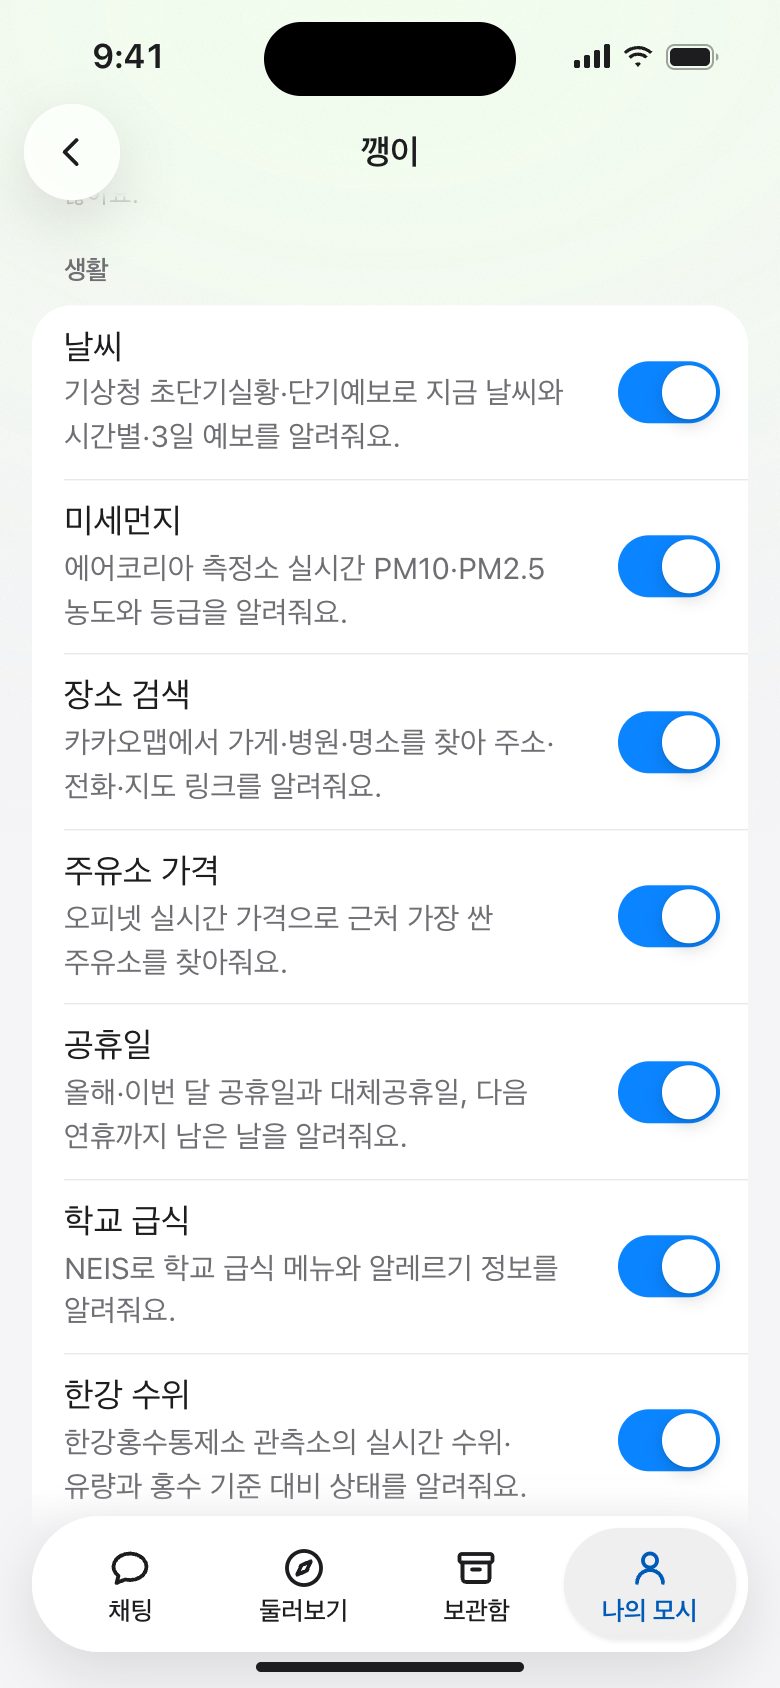 9:41
깽이
않아요.
생활
날씨
기상청 초단기실황·단기예보로 지금 날씨와
시간별·3일 예보를 알려줘요.
미세먼지
에어코리아 측정소 실시간 PM10·PM2.5
농도와 등급을 알려줘요.
장소 검색
카카오맵에서 가게·병원·명소를 찾아 주소·
전화·지도 링크를 알려줘요.
주유소 가격
오피넷 실시간 가격으로 근처 가장 싼
주유소를 찾아줘요.
공휴일
올해·이번 달 공휴일과 대체공휴일, 다음
연휴까지 남은 날을 알려줘요.
학교 급식
NEIS로 학교 급식 메뉴와 알레르기 정보를
알려줘요.
한강 수위
한강홍수통제소 관측소의 실시간 수위·
유량과 홍수 기준 대비 상태를 알려줘요.
채팅
둘러보기
보관함
나의 모시